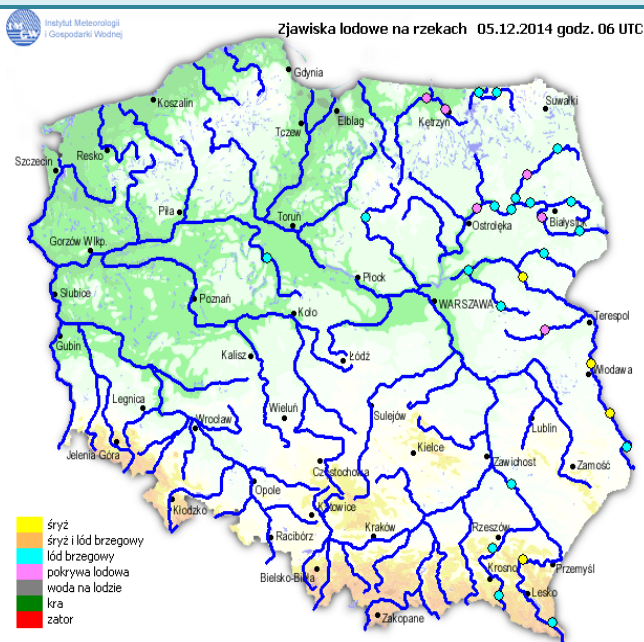 Instytut Meteorologii
i Gospodarki Wodnej
Zjawiska lodowe na rzekach 05.12.2014 godz. 06 UTC
Gdynia
Koszalin
Suwałki
Tczew
Elbląg
Kętrzyn
Resko
Szczecin
Piła
Toruń
Ostrołęka
Białystok
Gorzów Wlkp.
Płock
Słubice
Poznań
WARSZAWA
Koło
Terespol
Gubin
Kalisz
Łódź
Włodawa
Legnica
Wieluń
Sulejów
Wrocław
Lublin
Jelenia Góra
Kielce
Częstochowa
Zawichost
Zamość
Opole
Kłodzko
Katowice
Racibórz
Kraków
Rzeszów
Bielsko-Biała
Krosno
Przemyśl
Lesko
Zakopane
śryż
śryż i lód brzegowy
lód brzegowy
pokrywa lodowa
woda na lodzie
kra
zator